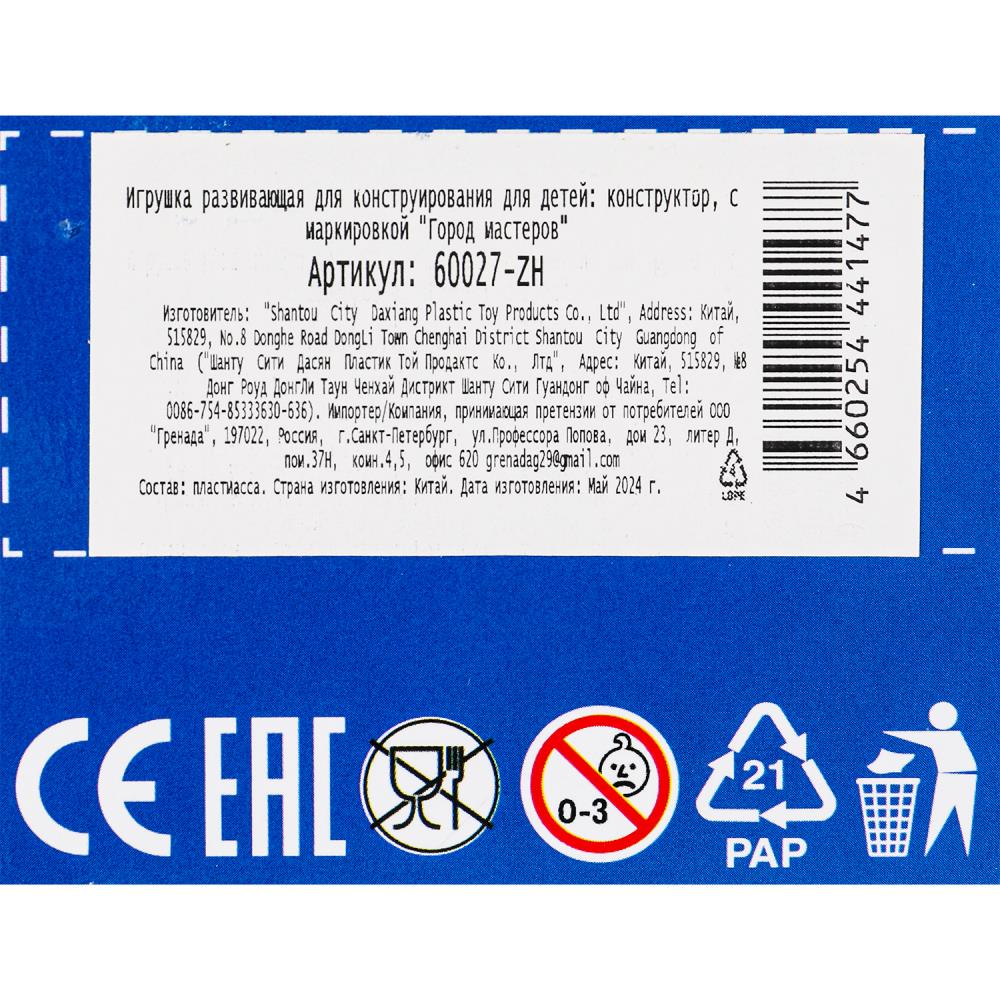 Игрушка развивающая для конструирования для детей: конструктор, с
маркировкой "Город мастеров"
Артикул: 60027-ZH
Изготовитель: "Shantou City Daxiang Plastic Toy Products Co., Ltd", Address: Китай,
515829, No.8 Donghe Road DongLi Town Chenghai District Shantou City Guangdong of
China ("Шанту Сити Дасян Пластик Той Продактс Ко., Лтд", Адрес: Китай, 515829, №8
Донг Роуд ДонгЛи Таун Ченхай Дистрикт Шанту Сити Гуандонг оф Чайна, Tel:
0086-754-85333630-636). Импортер/Компания, принимающая претензии от потребителей ООО
"Гренада", 197022, Россия, г.Санкт-Петербург, ул.Профессора Попова, дом 23, литер Д,
пом.37Н, комн.4,5, офис 620 grenadag29@gmail.com
Состав: пластмасса. Страна изготовления: Китай. Дата изготовления: Май 2024 г.
4
LDPE
4 660254 441477
CE EAC
0-3
21
PAP